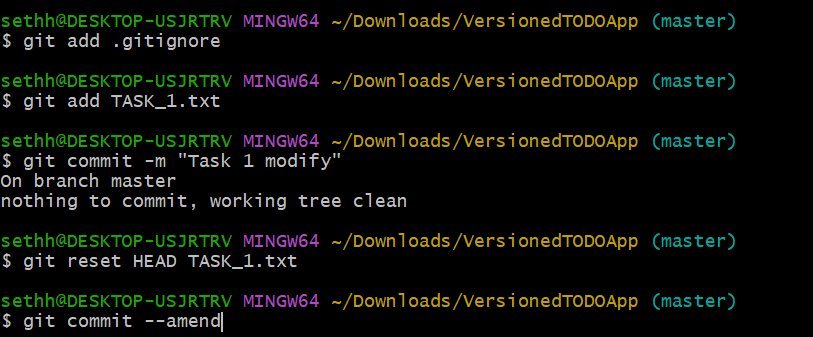 sethh@DESKTOP-USJRTRV MINGW64 ~/Downloads/VersionedTODOApp (master)
$ git add .gitignore
sethh@DESKTOP-USJRTRV MINGW64 ~/Downloads/VersionedTODOApp (master)
$ git add TASK_1.txt
sethh@DESKTOP-USJRTRV MINGW64 ~/Downloads/VersionedTODOApp (master)
$ git commit -m "Task 1 modify"
On branch master
nothing to commit, working tree clean
sethh@DESKTOP-USJRTRV MINGW64 ~/Downloads/VersionedTODOApp (master)
$ git reset HEAD TASK_1.txt
sethh@DESKTOP-USJRTRV MINGW64 ~/Downloads/VersionedTODOApp (master)
$ git commit --amend